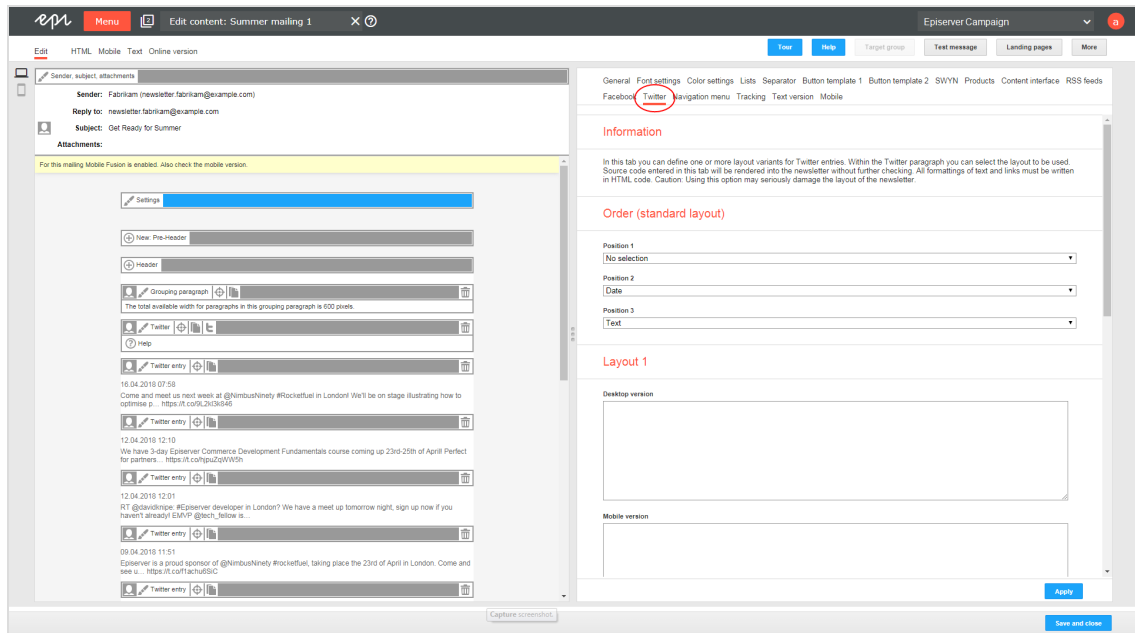 epi Menu 2 Edit content: Summer mailing 1 Episerver Campaign a
Edit HTML Mobile Text Online version Tour Help Target group Text message Landing pages More
Sender, subject, attachments
Sender: Fabrikam (newsletter.fabrikam@example.com)
Reply to: newsletter.fabrikam@example.com
Subject: Get Ready for Summer
Attachments:
For this mailing Mobile Fusion is enabled. Also check the mobile version.
Settings
New: Pre-Header
Header
Grouping paragraph
The total available width for paragraphs in this grouping paragraph is 600 pixels.
Twitter
Help
Twitter entry
16.04.2018 07:58
Come and meet us next week at @NimbusNinety #Rocketfuel in London! We'll be on stage illustrating how to
optimise p... https://t.co/9L2kl3k846
Twitter entry
12.04.2018 12:10
We have 3-day Episerver Commerce Development Fundamentals course coming up 23rd-25th of April! Perfect
for partners... https://t.co/hjpuZqWW5h
Twitter entry
12.04.2018 12:01
RT @davidknipe: #Episerver developer in London? We have a meet up tomorrow night, sign up now if you
haven't already! EMVP @tech_fellow is...
Twitter entry
09.04.2018 11:51
Episerver is a proud sponsor of @NimbusNinety #rocketfuel, taking place the 23rd of April in London. Come and
see u... https://t.co/f1achu6SiC
Twitter entry
General Font settings Color settings Lists Separator Button template 1 Button template 2 SWYN Products Content interface RSS feeds
Facebook Twitter Navigation menu Tracking Text version Mobile
Information
In this tab you can define one or more layout variants for Twitter entries. Within the Twitter paragraph you can select the layout to be used.
Source code entered in this tab will be rendered into the newsletter without further checking. All formattings of text and links must be written
in HTML code. Caution: Using this option may seriously damage the layout of the newsletter.
Order (standard layout)
Position 1
No selection
Position 2
Date
Position 3
Text
Layout 1
Desktop version
Mobile version
Apply
Capture screenshot.
Save and close